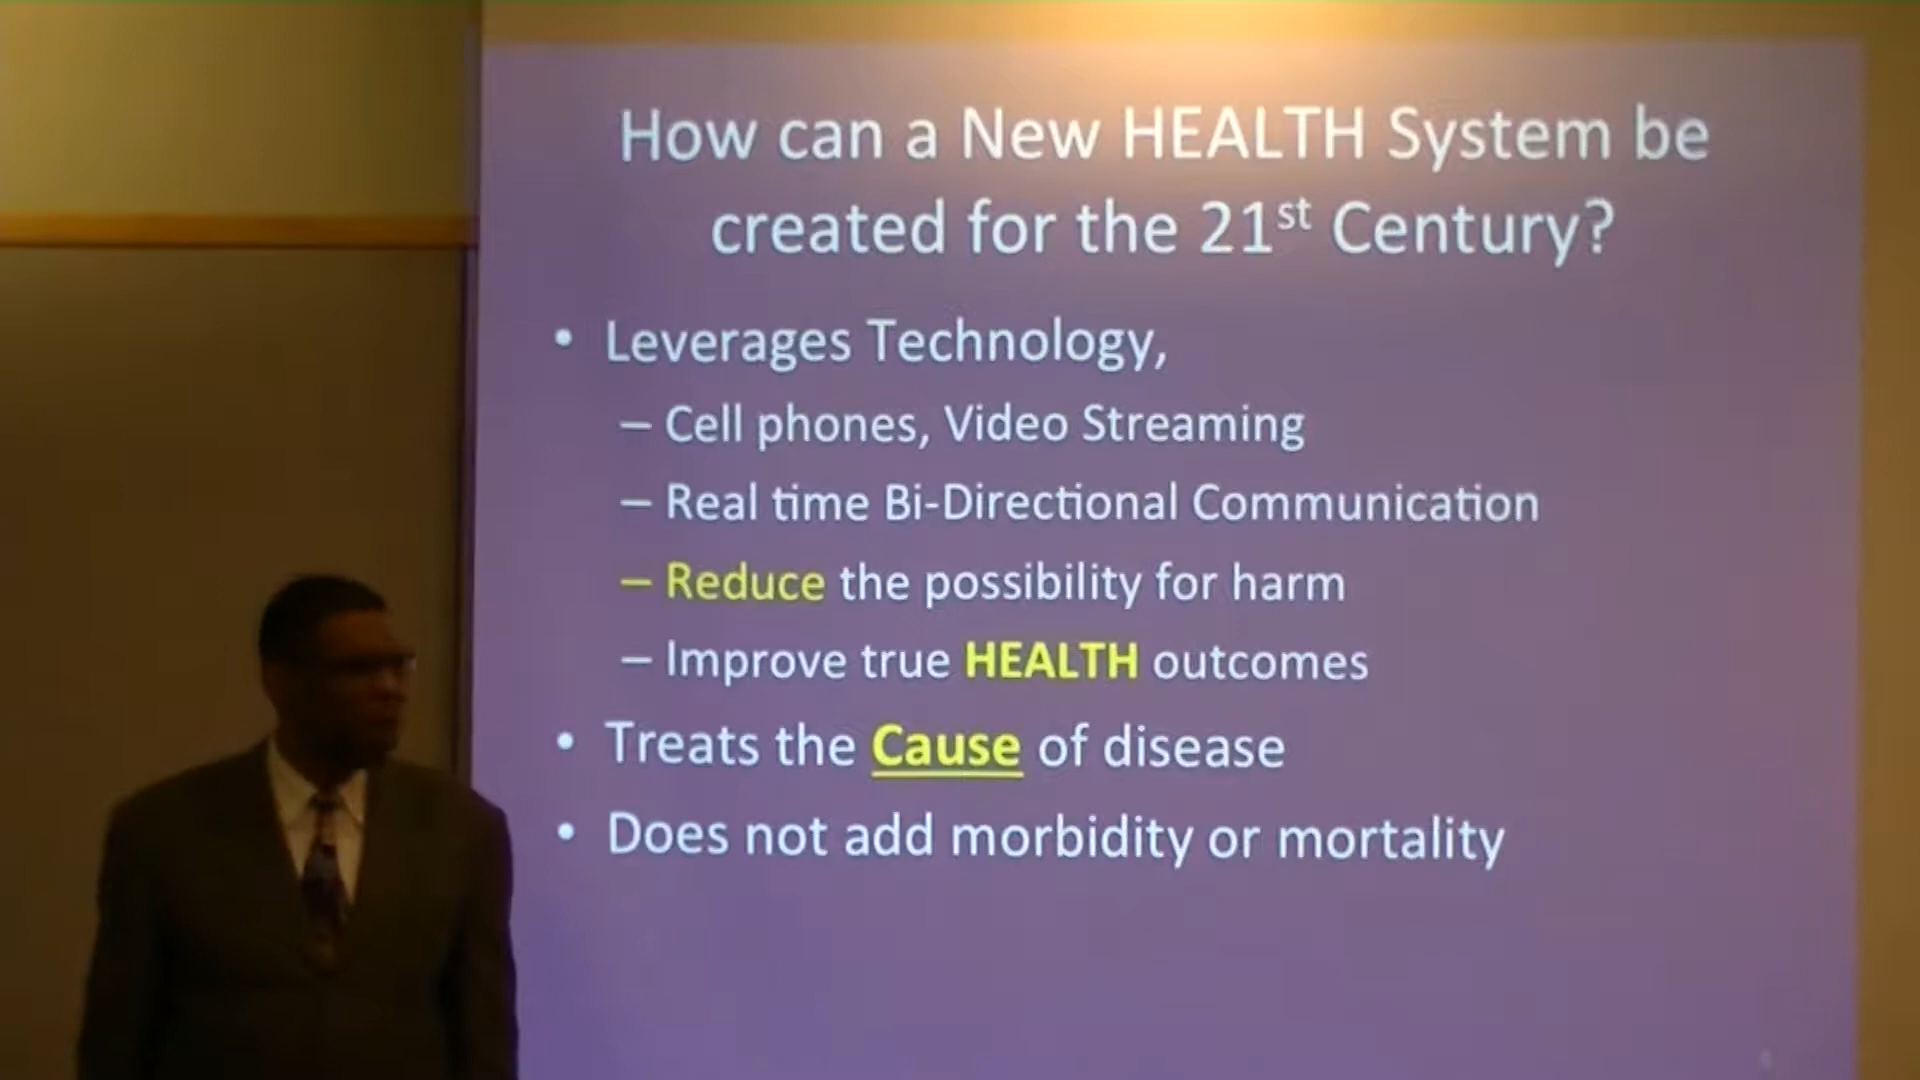 How can a New HEALTH System be
created for the 21st Century?
• Leverages Technology,
– Cell phones, Video Streaming
– Real time Bi-Directional Communication
– Reduce the possibility for harm
– Improve true HEALTH outcomes
• Treats the Cause of disease
• Does not add morbidity or mortality